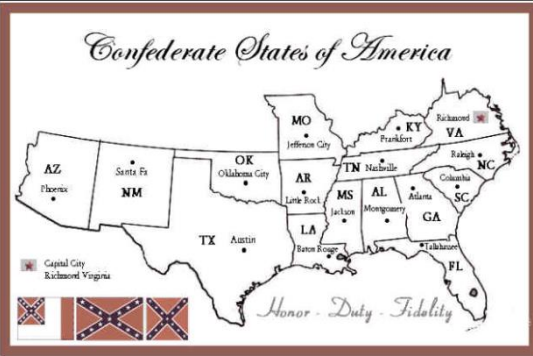 Confederate States of America
MO
Jefferson City
KY
Frankfort
Richmond
VA
AZ
Phoenix
Santa Fa
NM
OK
Oklahoma City
AR
Little Rock
TN
Nashville
Raleigh
NC
Columbia
SC
MS
Jackson
AL
Montgomery
Atlanta
GA
LA
Baton Rouge
TX
Austin
Tallahassee
FL
Capital City
Richmond Virginia
Honor - Duty - Fidelity